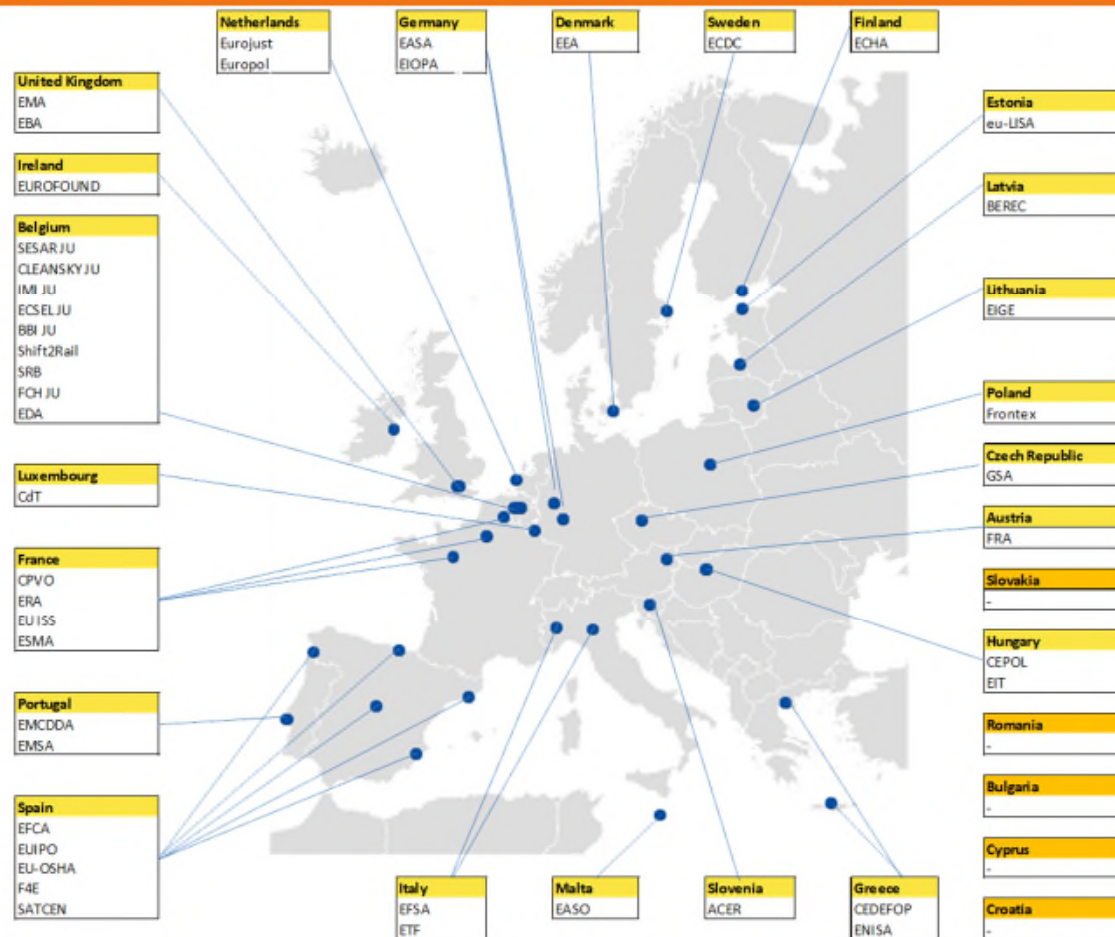 Netherlands
Eurojust
Europol
Germany
EASA
EIOPA
Denmark
EEA
Sweden
ECDC
Finland
ECHA
United Kingdom
EMA
EBA
Ireland
EUROFOUND
Belgium
SESAR JU
CLEANSKY JU
IMI JU
ECSEL JU
BBI JU
Shift2Rail
SRB
FCH JU
EDA
Luxembourg
CdT
France
CPVO
ERA
EU ISS
ESMA
Portugal
EMCDDA
EMSA
Spain
EFCA
EUIPO
EU-OSHA
F4E
SATCEN
Italy
EFSA
ETF
Malta
EASO
Slovenia
ACER
Greece
CEDEFOP
ENISA
Estonia
eu-LISA
Latvia
BEREC
Lithuania
EIGE
Poland
Frontex
Czech Republic
GSA
Austria
FRA
Slovakia
-
Hungary
CEPOL
EIT
Romania
-
Bulgaria
-
Cyprus
-
Croatia
-